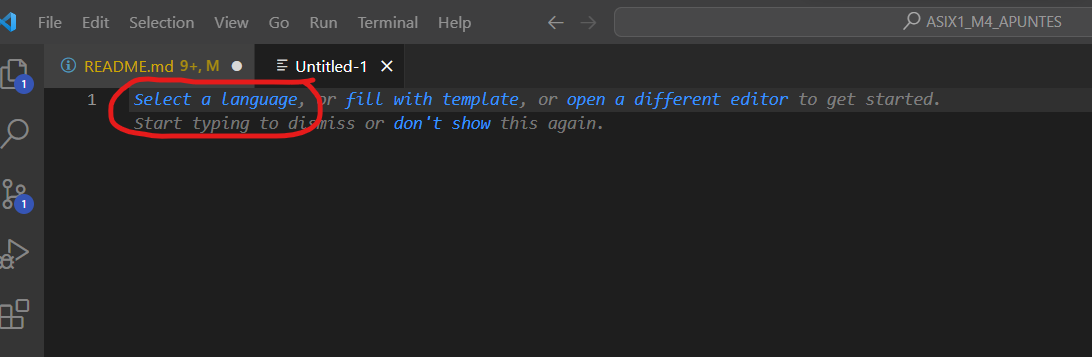 File Edit Selection View Go Run Terminal Help ASIX1_M4_APUNTES
README.md 9+, M Untitled-1
1 Select a language, or fill with template, or open a different editor to get started.
Start typing to dismiss or don't show this again.
1
1